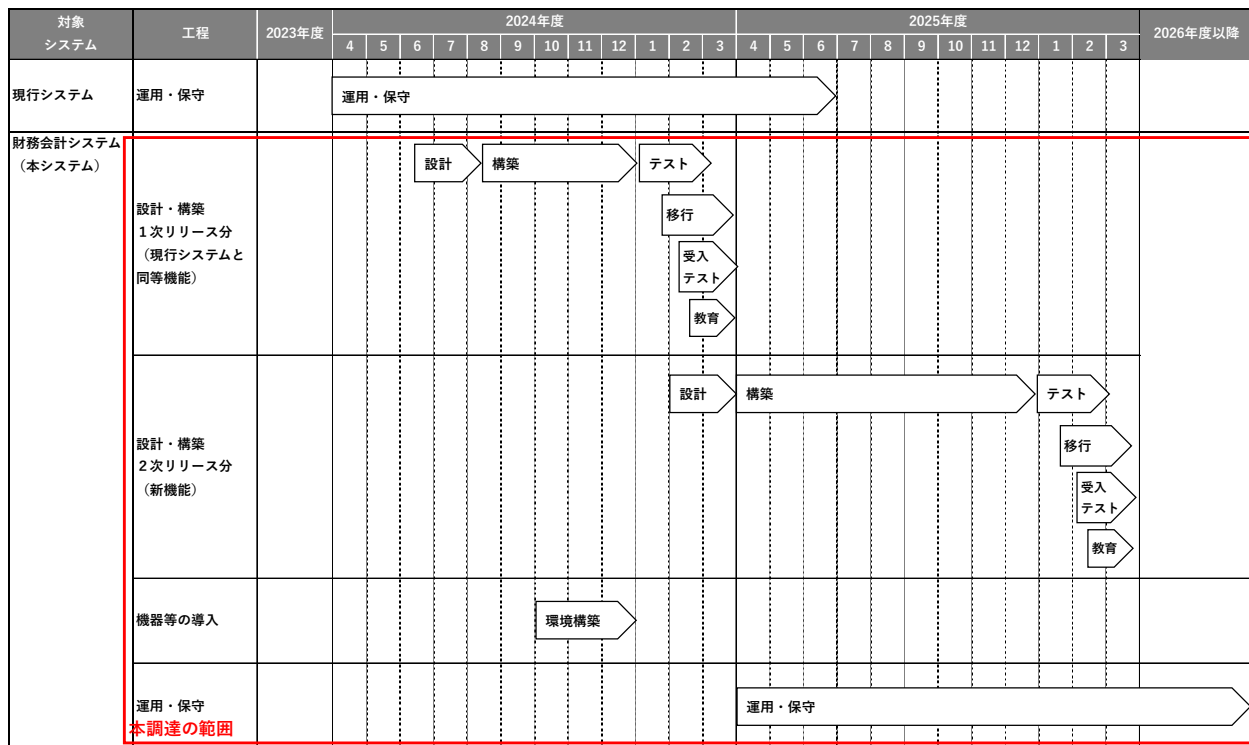 対象
システム
工程
2023年度
2024年度
2025年度
2026年度以降
4 5 6 7 8 9 10 11 12 1 2 3 4 5 6 7 8 9 10 11 12 1 2 3
現行システム
運用・保守
運用・保守
財務会計システム
（本システム）
設計・構築
１次リリース分
（現行システムと
同等機能）
設計
構築
テスト
移行
受入
テスト
教育
設計・構築
２次リリース分
（新機能）
設計
構築
テスト
移行
受入
テスト
教育
機器等の導入
環境構築
運用・保守
運用・保守
本調達の範囲